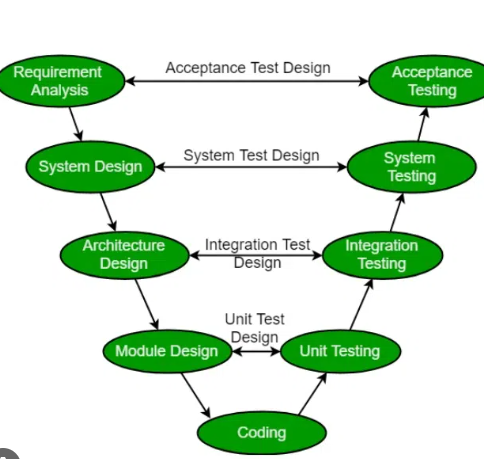 Requirement
Analysis
Acceptance Test Design
Acceptance
Testing
System Design
System Test Design
System
Testing
Architecture
Design
Integration Test
Design
Integration
Testing
Module Design
Unit Test
Design
Unit Testing
Coding